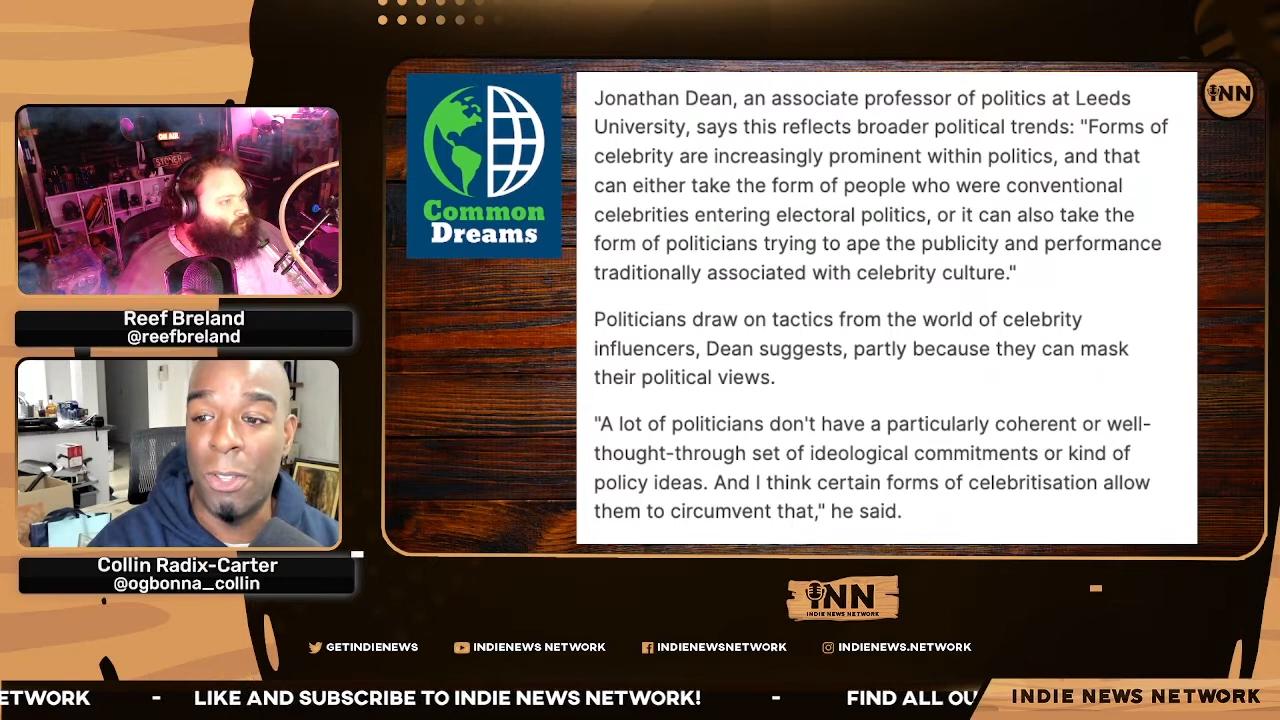 ON AIR
iNN
Common
Dreams
Jonathan Dean, an associate professor of politics at Leeds
University, says this reflects broader political trends: "Forms of
celebrity are increasingly prominent within politics, and that
can either take the form of people who were conventional
celebrities entering electoral politics, or it can also take the
form of politicians trying to ape the publicity and performance
traditionally associated with celebrity culture."
Politicians draw on tactics from the world of celebrity
influencers, Dean suggests, partly because they can mask
their political views.
"A lot of politicians don't have a particularly coherent or well-
thought-through set of ideological commitments or kind of
policy ideas. And I think certain forms of celebritisation allow
them to circumvent that," he said.
Reef Breland
@reefbreland
Collin Radix-Carter
@ogbonna_collin
iNN
INDIE NEWS NETWORK
GETINDIENEWS INDIENEWS NETWORK INDIENEWSNETWORK INDIENEWS.NETWORK
ETWORK - LIKE AND SUBSCRIBE TO INDIE NEWS NETWORK! - FIND ALL OU
INDIE NEWS NETWORK